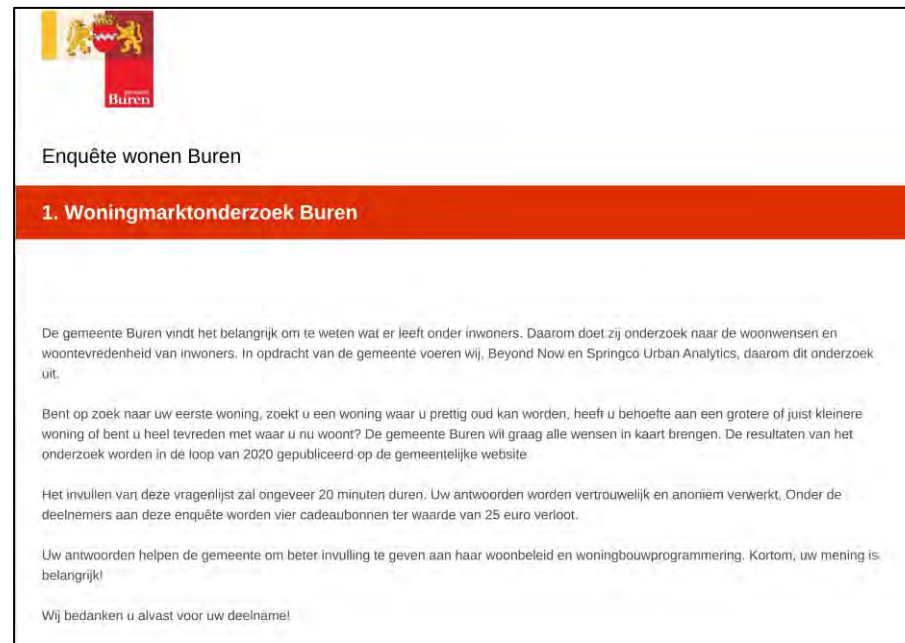 gemeente
Buren
Enquête wonen Buren
1. Woningmarktonderzoek Buren
De gemeente Buren vindt het belangrijk om te weten wat er leeft onder inwoners. Daarom doet zij onderzoek naar de woonwensen en
woontevredenheid van inwoners. In opdracht van de gemeente voeren wij, Beyond Now en Springco Urban Analytics, daarom dit onderzoek
uit.
Bent op zoek naar uw eerste woning, zoekt u een woning waar u prettig oud kan worden, heeft u behoefte aan een grotere of juist kleinere
woning of bent u heel tevreden met waar u nu woont? De gemeente Buren wil graag alle wensen in kaart brengen. De resultaten van het
onderzoek worden in de loop van 2020 gepubliceerd op de gemeentelijke website
Het invullen van deze vragenlijst zal ongeveer 20 minuten duren. Uw antwoorden worden vertrouwelijk en anoniem verwerkt. Onder de
deelnemers aan deze enquête worden vier cadeaubonnen ter waarde van 25 euro verloot.
Uw antwoorden helpen de gemeente om beter invulling te geven aan haar woonbeleid en woningbouwprogrammering. Kortom, uw mening is
belangrijk!
Wij bedanken u alvast voor uw deelname!